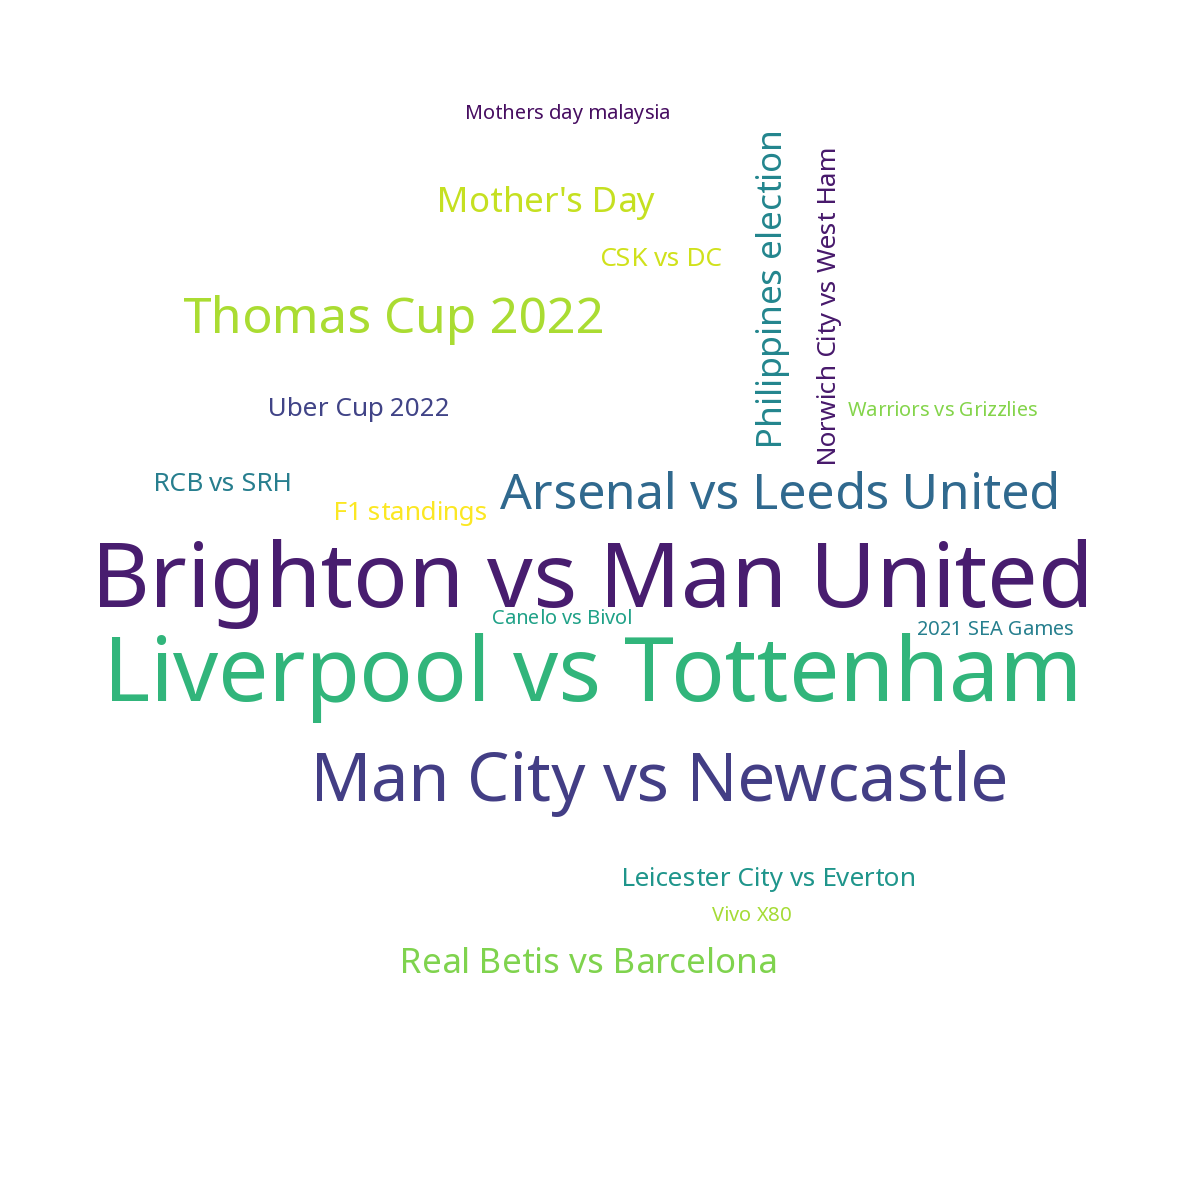 Mothers day malaysia
Mother's Day
Philippines election
Norwich City vs West Ham
CSK vs DC
Thomas Cup 2022
Uber Cup 2022
Warriors vs Grizzlies
RCB vs SRH
Arsenal vs Leeds United
F1 standings
Brighton vs Man United
Canelo vs Bivol
2021 SEA Games
Liverpool vs Tottenham
Man City vs Newcastle
Leicester City vs Everton
Vivo X80
Real Betis vs Barcelona